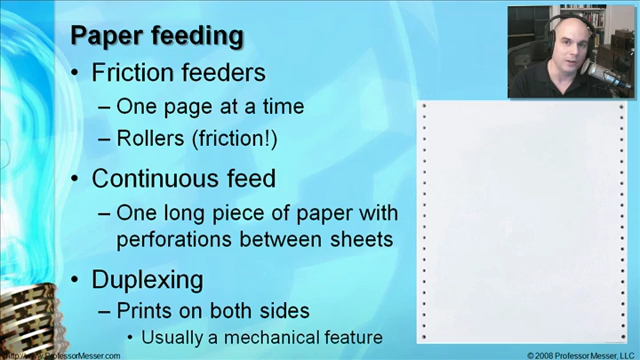 Paper feeding
• Friction feeders
– One page at a time
– Rollers (friction!)
• Continuous feed
– One long piece of paper with
perforations between sheets
• Duplexing
– Prints on both sides
• Usually a mechanical feature
http://www.ProfessorMesser.com
© 2008 Professor Messer, LLC